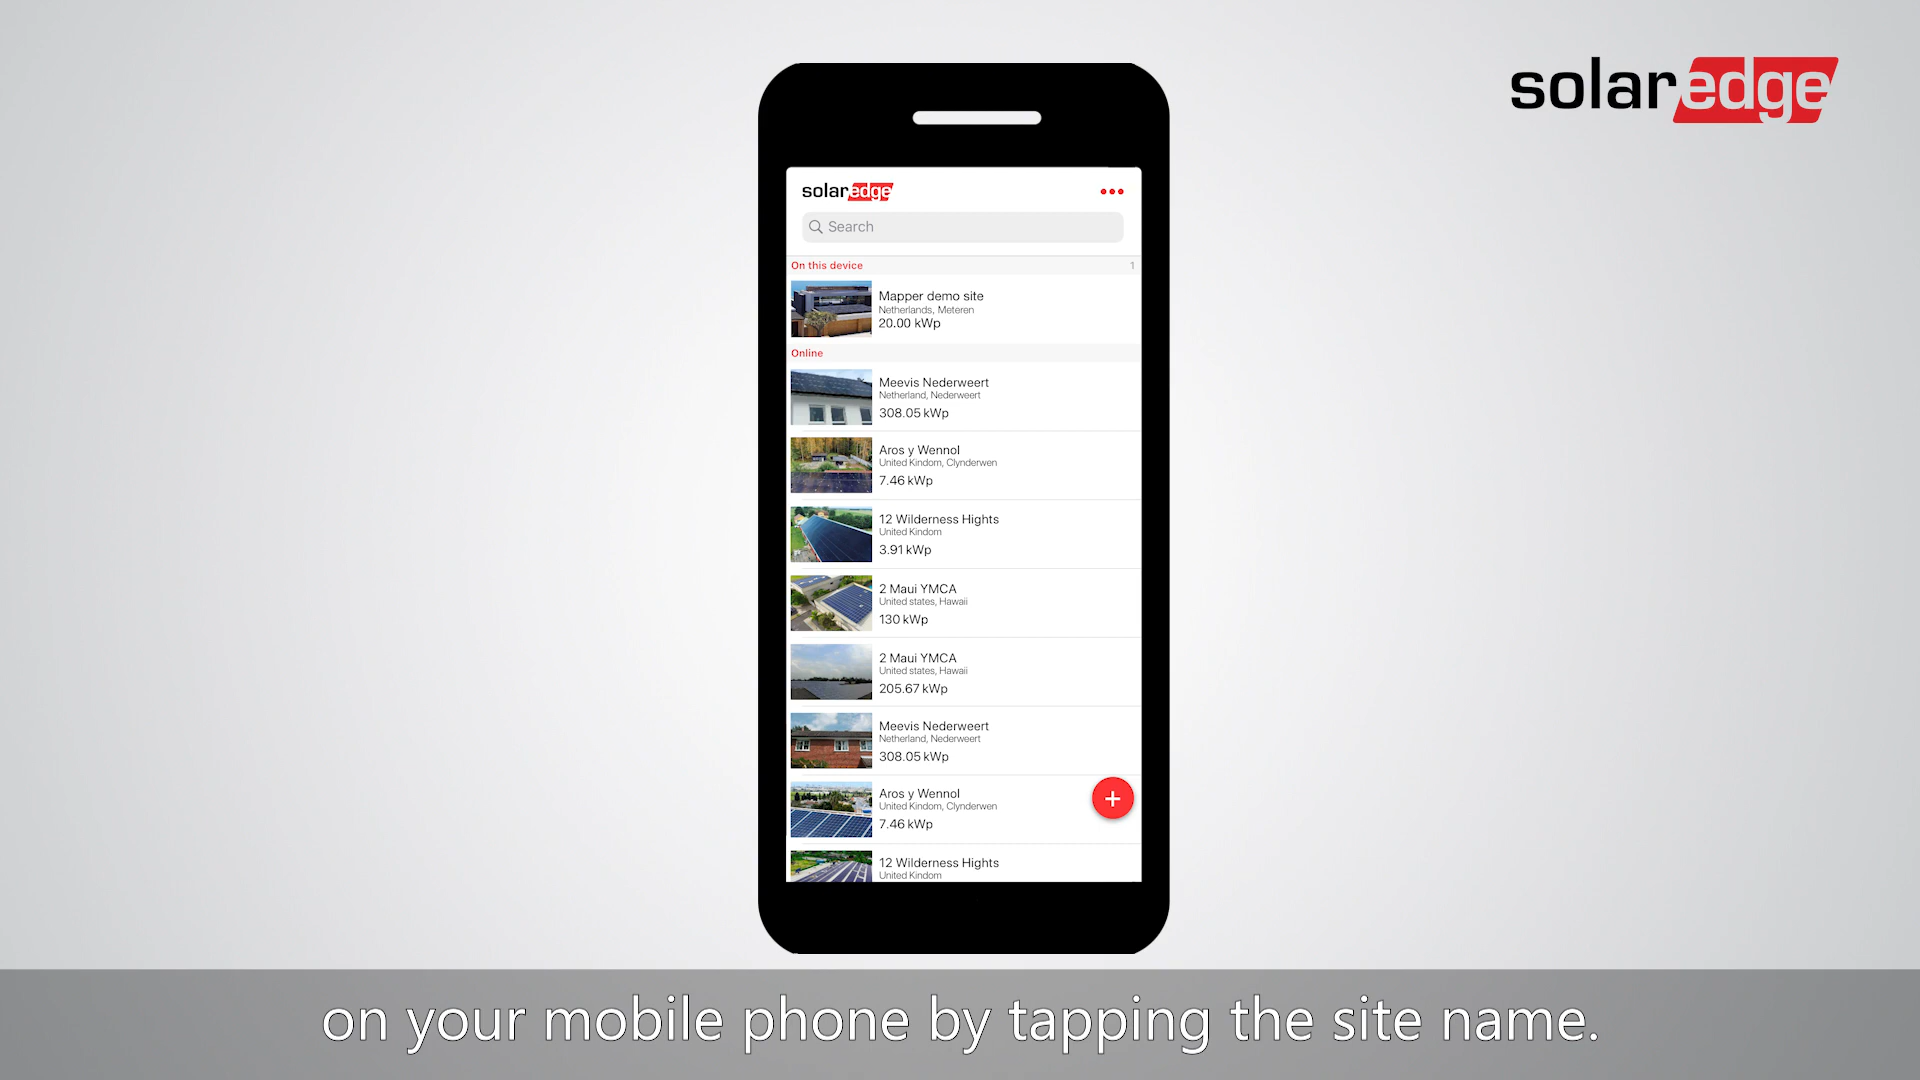 solaredge
solaredge
Search
On this device 1
Mapper demo site
Netherlands, Meteren
20.00 kWp
Online
Meevis Nederweert
Netherland, Nederweert
308.05 kWp
Aros y Wennol
United Kindom, Clynderwen
7.46 kWp
12 Wilderness Hights
United Kindom
3.91 kWp
2 Maui YMCA
United states, Hawaii
130 kWp
2 Maui YMCA
United states, Hawaii
205.67 kWp
Meevis Nederweert
Netherland, Nederweert
308.05 kWp
Aros y Wennol
United Kindom, Clynderwen
7.46 kWp
12 Wilderness Hights
United Kindom
on your mobile phone by tapping the site name.